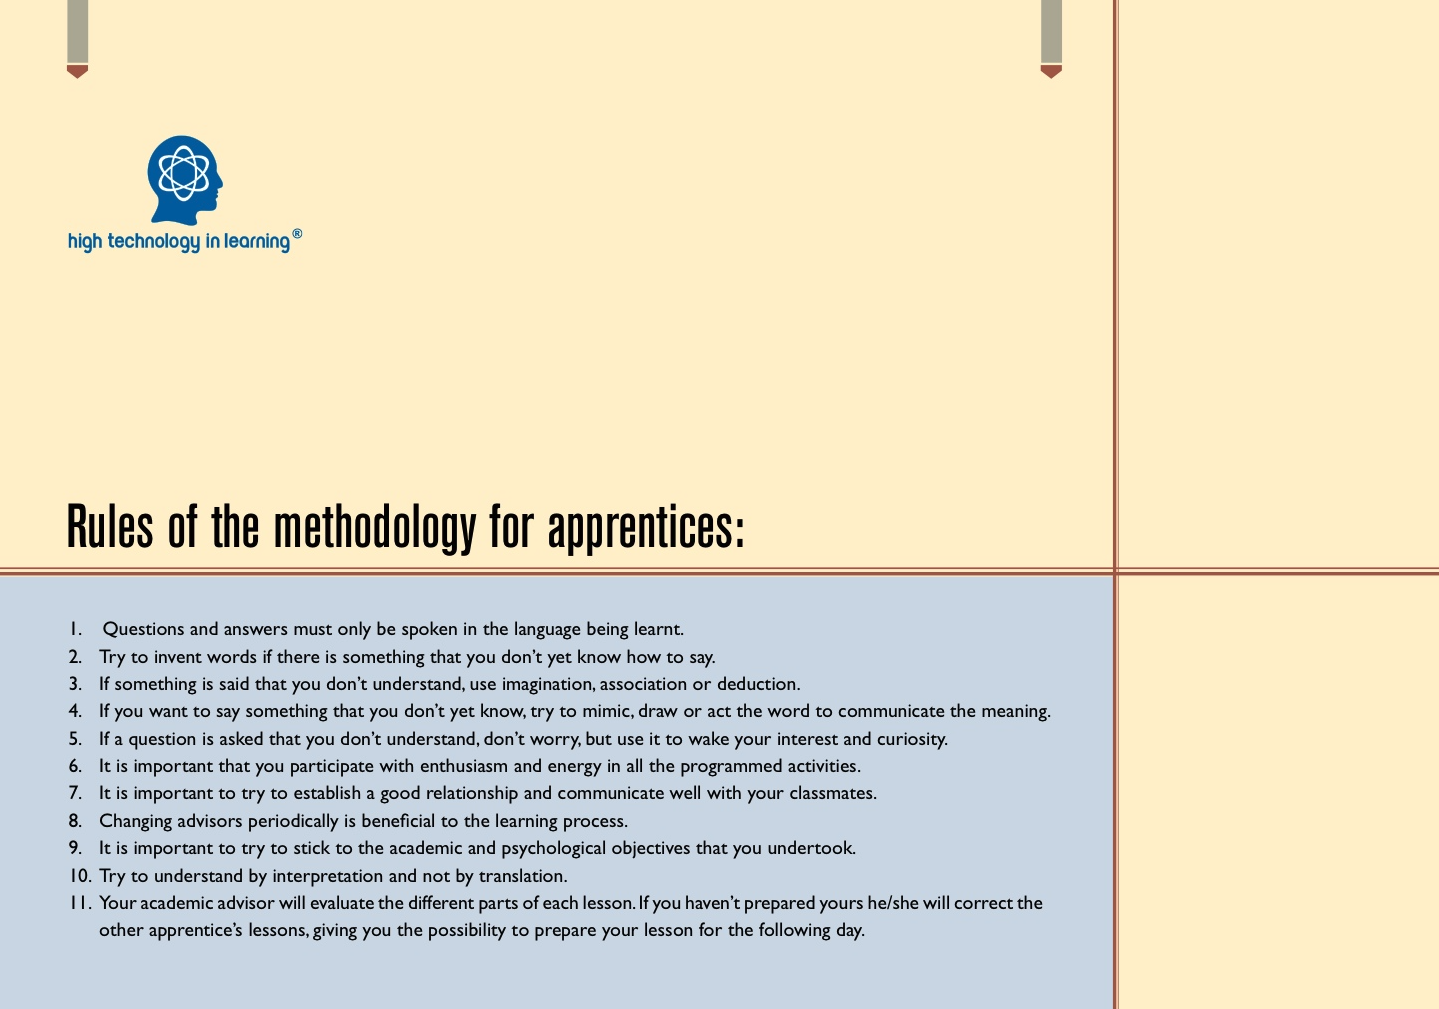 high technology in learning®
Rules of the methodology for apprentices:
1. Questions and answers must only be spoken in the language being learnt.
2. Try to invent words if there is something that you don’t yet know how to say.
3. If something is said that you don’t understand, use imagination, association or deduction.
4. If you want to say something that you don’t yet know, try to mimic, draw or act the word to communicate the meaning.
5. If a question is asked that you don’t understand, don’t worry, but use it to wake your interest and curiosity.
6. It is important that you participate with enthusiasm and energy in all the programmed activities.
7. It is important to try to establish a good relationship and communicate well with your classmates.
8. Changing advisors periodically is beneficial to the learning process.
9. It is important to try to stick to the academic and psychological objectives that you undertook.
10. Try to understand by interpretation and not by translation.
11. Your academic advisor will evaluate the different parts of each lesson. If you haven’t prepared yours he/she will correct the
other apprentice’s lessons, giving you the possibility to prepare your lesson for the following day.